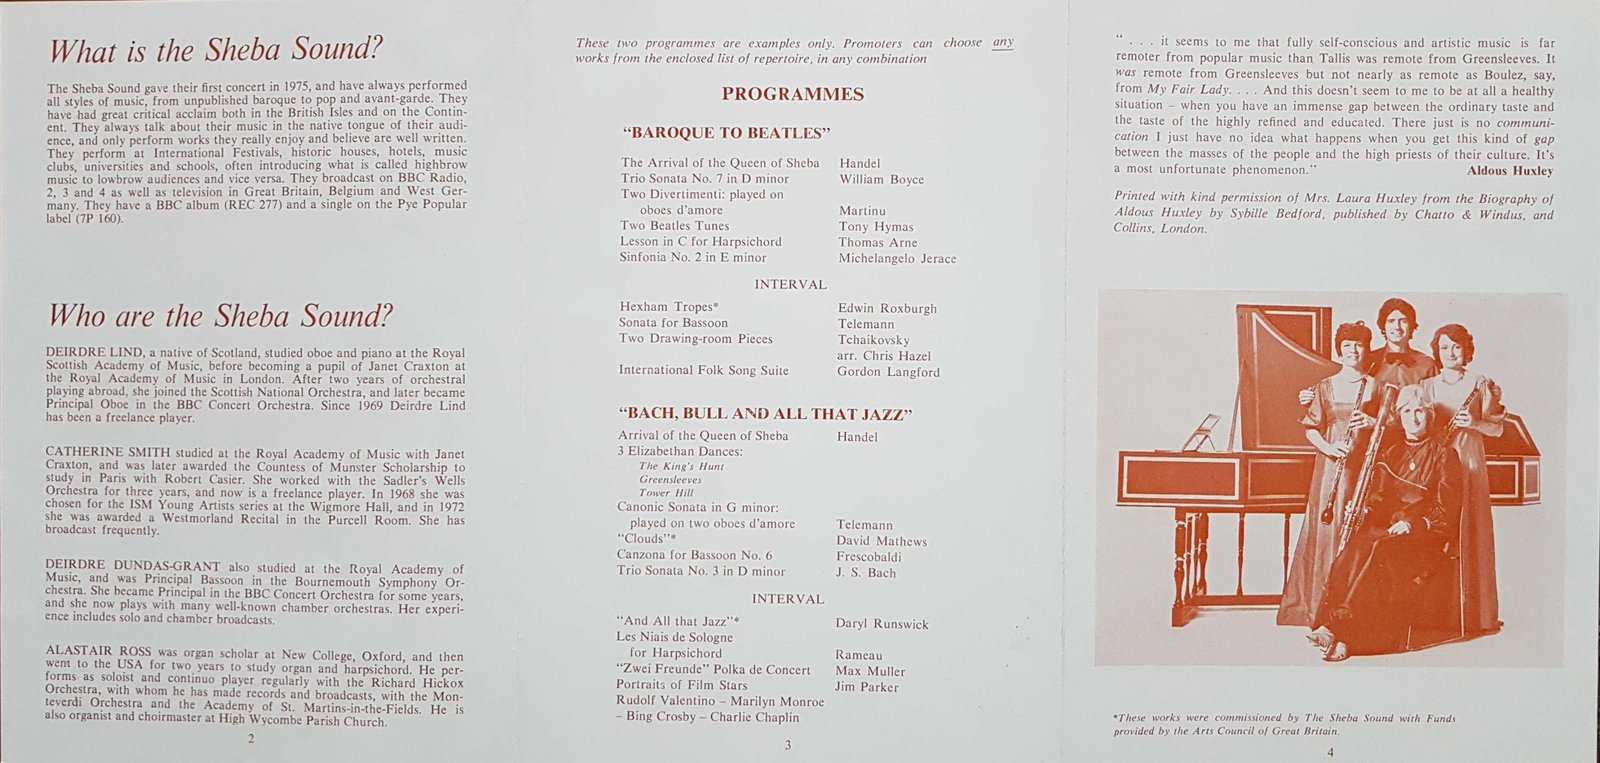 What is the Sheba Sound?
The Sheba Sound gave their first concert in 1975, and have always performed
all styles of music, from unpublished baroque to pop and avant-garde. They
have had great critical acclaim both in the British Isles and on the Contin-
ent. They always talk about their music in the native tongue of their audi-
ence, and only perform works they really enjoy and believe are well written.
They perform at International Festivals, historic houses, hotels, music
clubs, universities and schools, often introducing what is called highbrow
music to lowbrow audiences and vice versa. They broadcast on BBC Radio,
2, 3 and 4 as well as television in Great Britain, Belgium and West Ger-
many. They have a BBC album (REC 277) and a single on the Pye Popular
label (7P 160).
Who are the Sheba Sound?
DEIRDRE LIND, a native of Scotland, studied oboe and piano at the Royal
Scottish Academy of Music, before becoming a pupil of Janet Craxton at
the Royal Academy of Music in London. After two years of orchestral
playing abroad, she joined the Scottish National Orchestra, and later became
Principal Oboe in the BBC Concert Orchestra. Since 1969 Deirdre Lind
has been a freelance player.
CATHERINE SMITH studied at the Royal Academy of Music with Janet
Craxton, and was later awarded the Countess of Munster Scholarship to
study in Paris with Robert Casier. She worked with the Sadler's Wells
Orchestra for three years, and now is a freelance player. In 1968 she was
chosen for the ISM Young Artists series at the Wigmore Hall, and in 1972
she was awarded a Westmorland Recital in the Purcell Room. She has
broadcast frequently.
DEIRDRE DUNDAS-GRANT also studied at the Royal Academy of
Music, and was Principal Bassoon in the Bournemouth Symphony Or-
chestra. She became Principal in the BBC Concert Orchestra for some years,
and she now plays with many well-known chamber orchestras. Her experi-
ence includes solo and chamber broadcasts.
ALASTAIR ROSS was organ scholar at New College, Oxford, and then
went to the USA for two years to study organ and harpsichord. He per-
forms as soloist and continuo player regularly with the Richard Hickox
Orchestra, with whom he has made records and broadcasts, with the Mon-
teverdi Orchestra and the Academy of St. Martins-in-the-Fields. He is
also organist and choirmaster at High Wycombe Parish Church.
2
These two programmes are examples only. Promoters can choose any
works from the enclosed list of repertoire, in any combination
PROGRAMMES
"BAROQUE TO BEATLES"
The Arrival of the Queen of Sheba Handel
Trio Sonata No. 7 in D minor William Boyce
Two Divertimenti: played on
oboes d'amore Martinu
Two Beatles Tunes Tony Hymas
Lesson in C for Harpsichord Thomas Arne
Sinfonia No. 2 in E minor Michelangelo Jerace
INTERVAL
Hexham Tropes* Edwin Roxburgh
Sonata for Bassoon Telemann
Two Drawing-room Pieces Tchaikovsky
arr. Chris Hazel
International Folk Song Suite Gordon Langford
"BACH, BULL AND ALL THAT JAZZ"
Arrival of the Queen of Sheba Handel
3 Elizabethan Dances:
The King's Hunt
Greensleeves
Tower Hill
Canonic Sonata in G minor:
played on two oboes d'amore Telemann
"Clouds"* David Mathews
Canzona for Bassoon No. 6 Frescobaldi
Trio Sonata No. 3 in D minor J. S. Bach
INTERVAL
"And All that Jazz"* Daryl Runswick
Les Niais de Sologne
for Harpsichord Rameau
"Zwei Freunde" Polka de Concert Max Muller
Portraits of Film Stars Jim Parker
Rudolf Valentino – Marilyn Monroe
– Bing Crosby – Charlie Chaplin
3
" . . . it seems to me that fully self-conscious and artistic music is far
remoter from popular music than Tallis was remote from Greensleeves. It
was remote from Greensleeves but not nearly as remote as Boulez, say,
from My Fair Lady. . . . And this doesn't seem to me to be at all a healthy
situation – when you have an immense gap between the ordinary taste and
the taste of the highly refined and educated. There just is no communi-
cation I just have no idea what happens when you get this kind of gap
between the masses of the people and the high priests of their culture. It's
a most unfortunate phenomenon." Aldous Huxley
Printed with kind permission of Mrs. Laura Huxley from the Biography of
Aldous Huxley by Sybille Bedford, published by Chatto & Windus, and
Collins, London.
*These works were commissioned by The Sheba Sound with Funds
provided by the Arts Council of Great Britain.
4